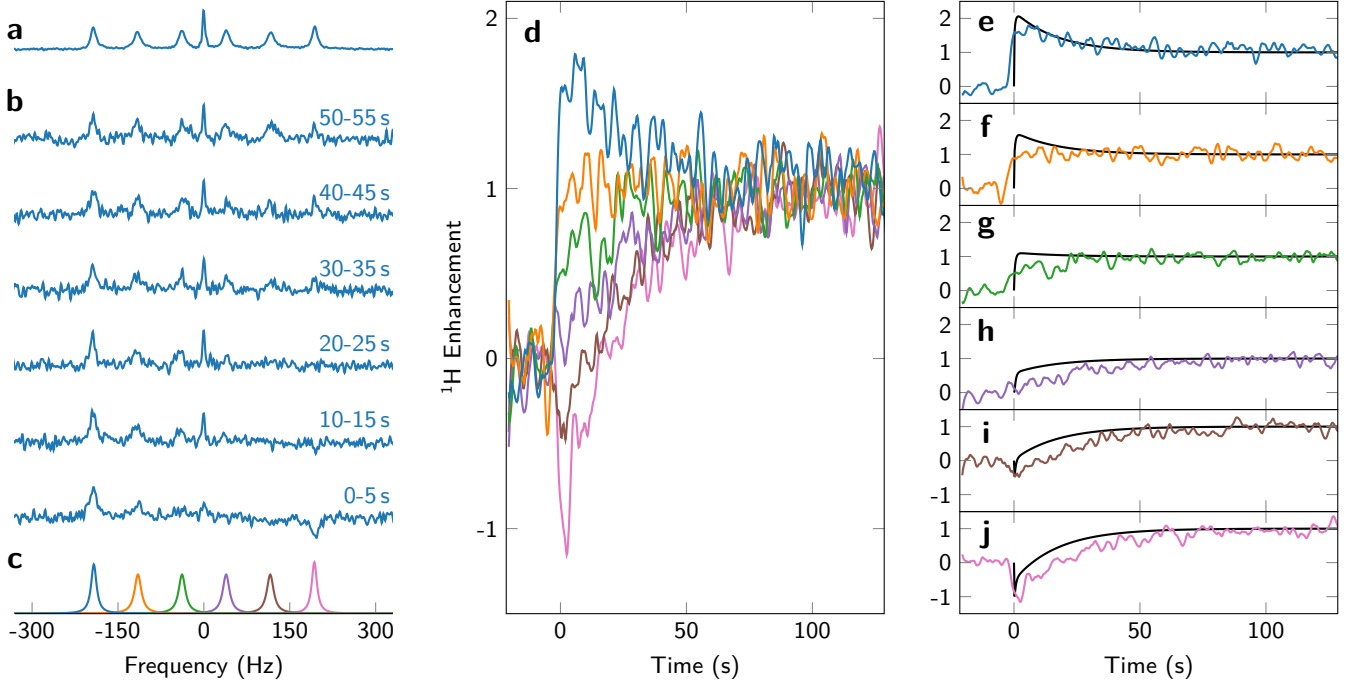 a
b
50–55 s
40–45 s
30–35 s
20–25 s
10–15 s
0–5 s
c
-300 -150 0 150 300
Frequency (Hz)
d
2
1
0
-1
¹H Enhancement
0 50 100
Time (s)
e
2
1
0
f
2
1
0
g
2
1
0
h
2
1
0
i
1
0
-1
j
1
0
-1
0 50 100
Time (s)